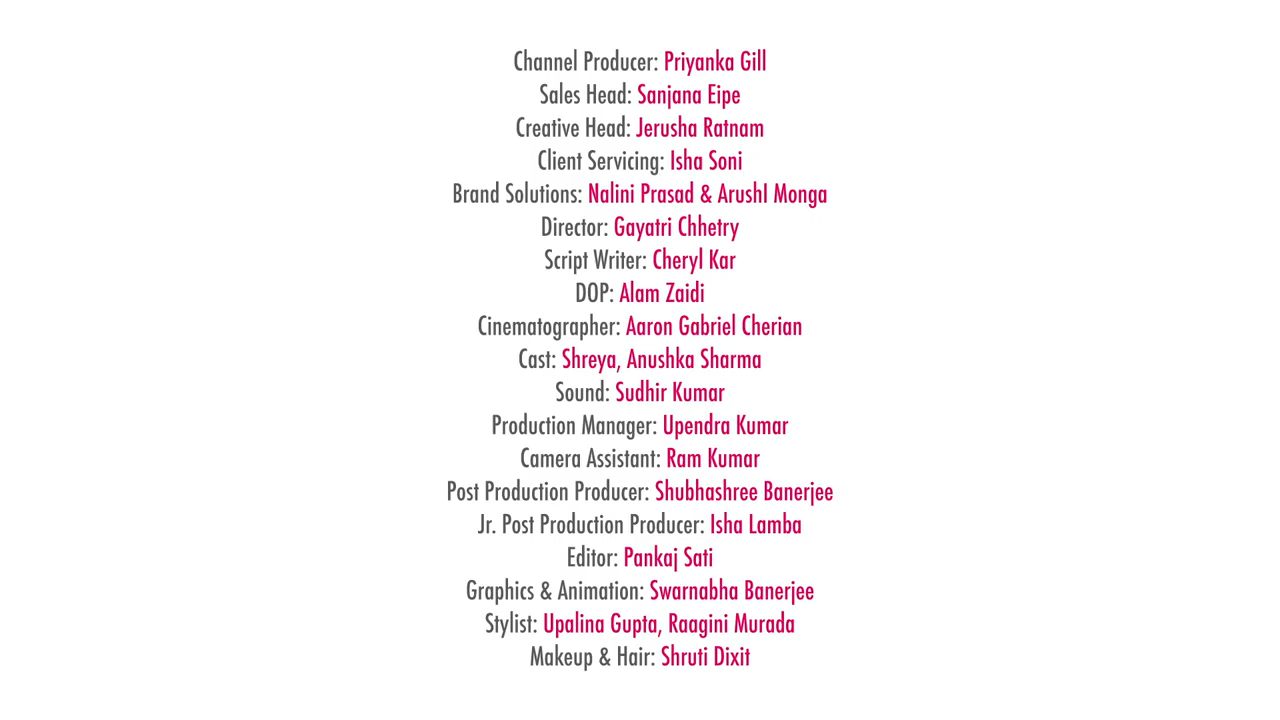 Channel Producer: Priyanka Gill
Sales Head: Sanjana Eipe
Creative Head: Jerusha Ratnam
Client Servicing: Isha Soni
Brand Solutions: Nalini Prasad & ArushI Monga
Director: Gayatri Chhetry
Script Writer: Cheryl Kar
DOP: Alam Zaidi
Cinematographer: Aaron Gabriel Cherian
Cast: Shreya, Anushka Sharma
Sound: Sudhir Kumar
Production Manager: Upendra Kumar
Camera Assistant: Ram Kumar
Post Production Producer: Shubhashree Banerjee
Jr. Post Production Producer: Isha Lamba
Editor: Pankaj Sati
Graphics & Animation: Swarnabha Banerjee
Stylist: Upalina Gupta, Raagini Murada
Makeup & Hair: Shruti Dixit